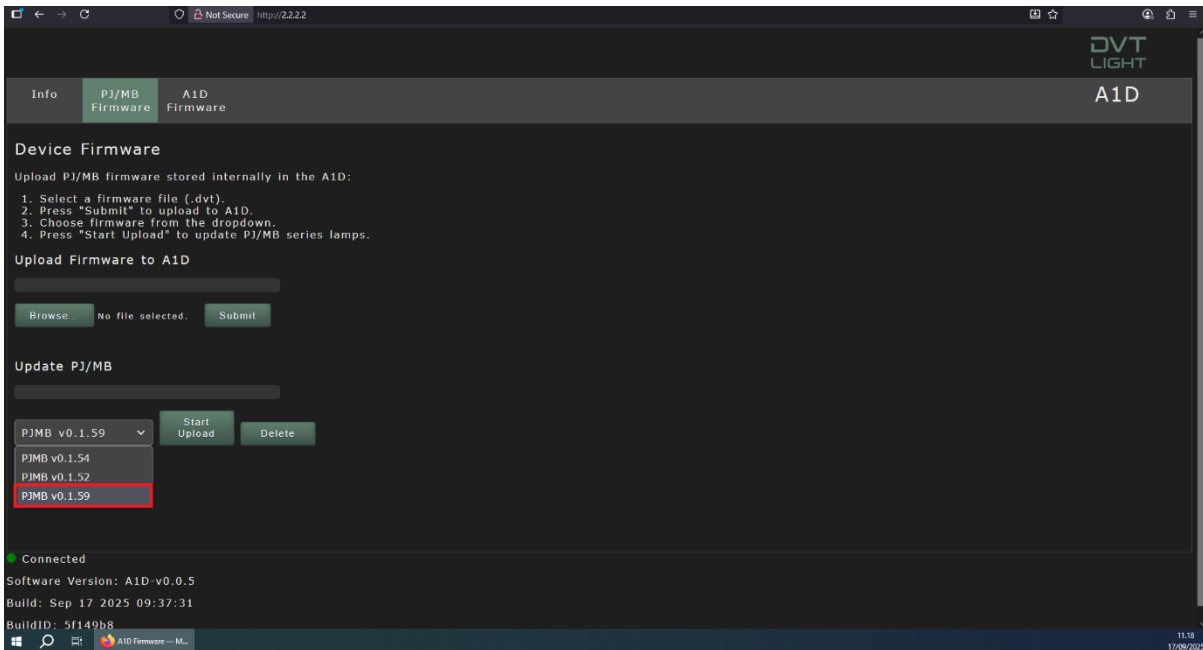 Not Secure http://2.2.2.2
DVT
LIGHT
Info
PJ/MB
Firmware
A1D
Firmware
A1D
Device Firmware
Upload PJ/MB firmware stored internally in the A1D:
1. Select a firmware file (.dvt).
2. Press "Submit" to upload to A1D.
3. Choose firmware from the dropdown.
4. Press "Start Upload" to update PJ/MB series lamps.
Upload Firmware to A1D
Browse... No file selected. Submit
Update PJ/MB
PJMB v0.1.59
Start
Upload
Delete
PJMB v0.1.54
PJMB v0.1.52
PJMB v0.1.59
Connected
Software Version: A1D-v0.0.5
Build: Sep 17 2025 09:37:31
BuildID: 5f149b8
A1D Firmware — M...
11.18
17/09/202